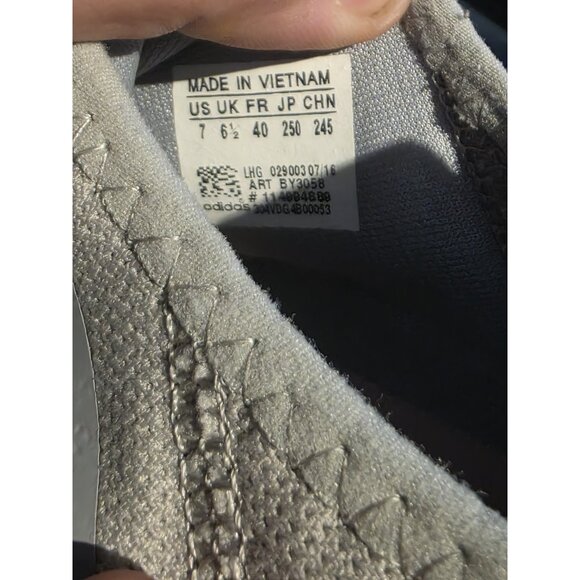 MADE IN VIETNAM
US UK FR JP CHN
7 6½ 40 250 245
LHG 029003 07/16
ART BY3058
adidas
304VDG4B00053